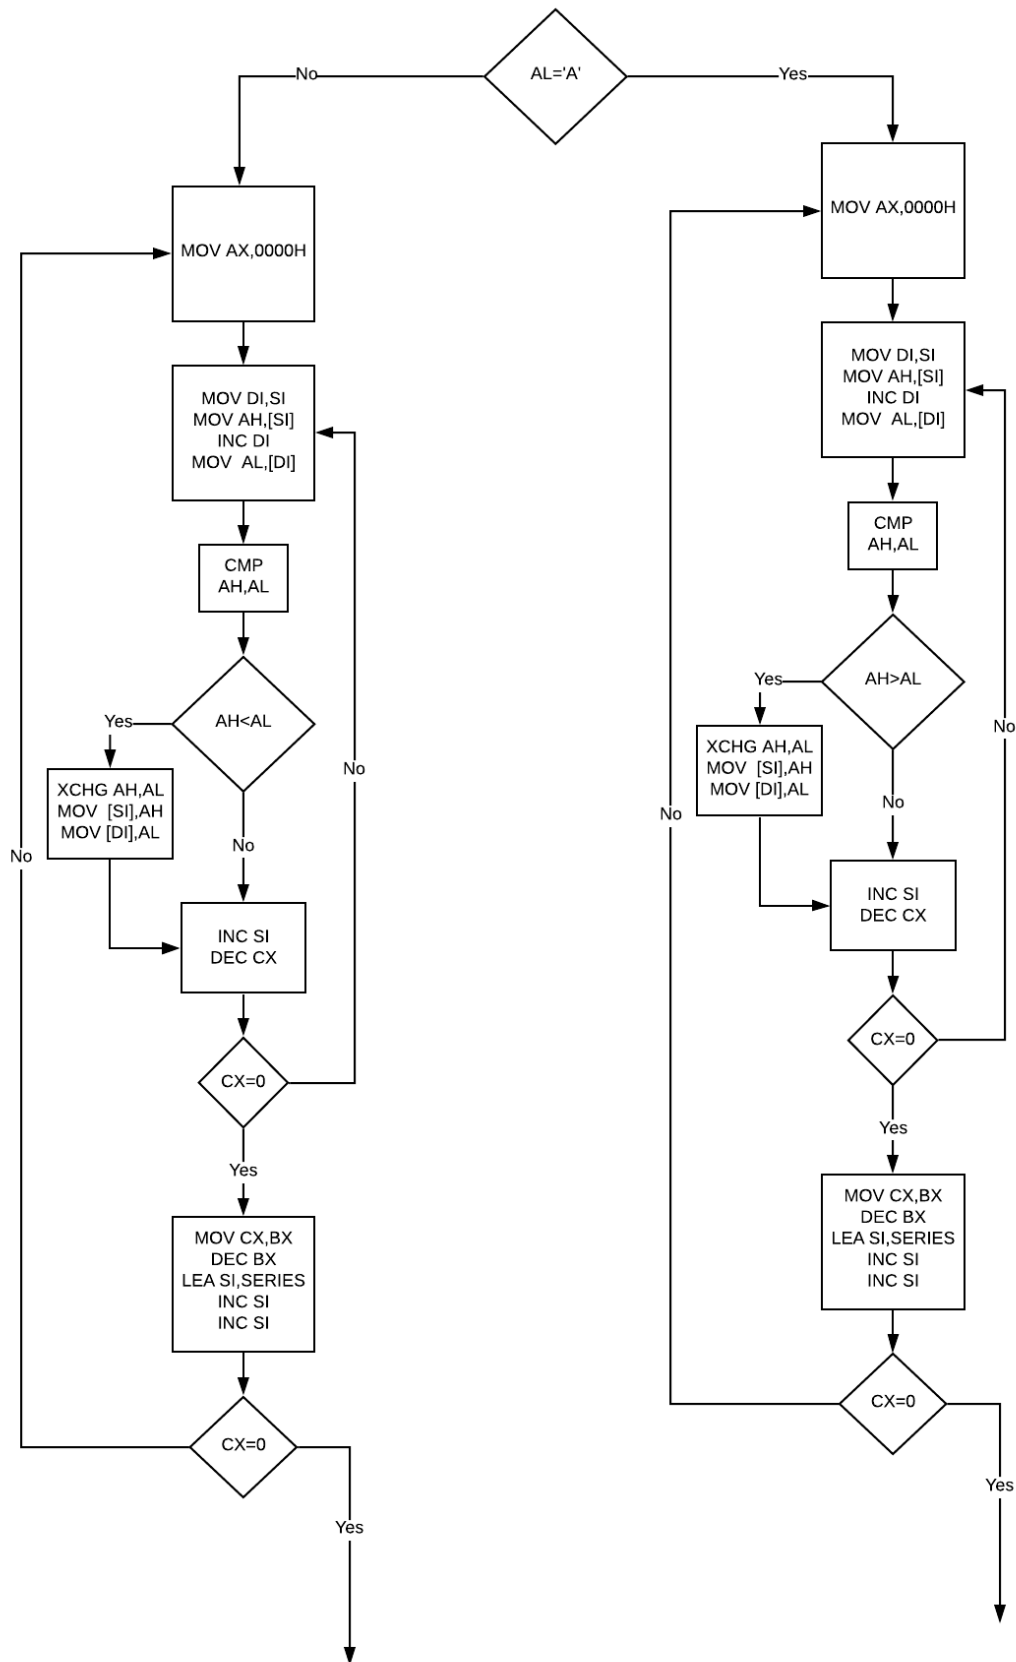 AL='A'
No
Yes
MOV AX,0000H
MOV DI,SI
MOV AH,[SI]
INC DI
MOV  AL,[DI]
CMP
AH,AL
AH<AL
Yes
XCHG AH,AL
MOV  [SI],AH
MOV [DI],AL
No
No
No
INC SI
DEC CX
CX=0
Yes
MOV CX,BX
DEC BX
LEA SI,SERIES
INC SI
INC SI
CX=0
Yes
MOV AX,0000H
MOV DI,SI
MOV AH,[SI]
INC DI
MOV  AL,[DI]
CMP
AH,AL
AH>AL
Yes
XCHG AH,AL
MOV  [SI],AH
MOV [DI],AL
No
No
No
INC SI
DEC CX
CX=0
Yes
MOV CX,BX
DEC BX
LEA SI,SERIES
INC SI
INC SI
CX=0
Yes